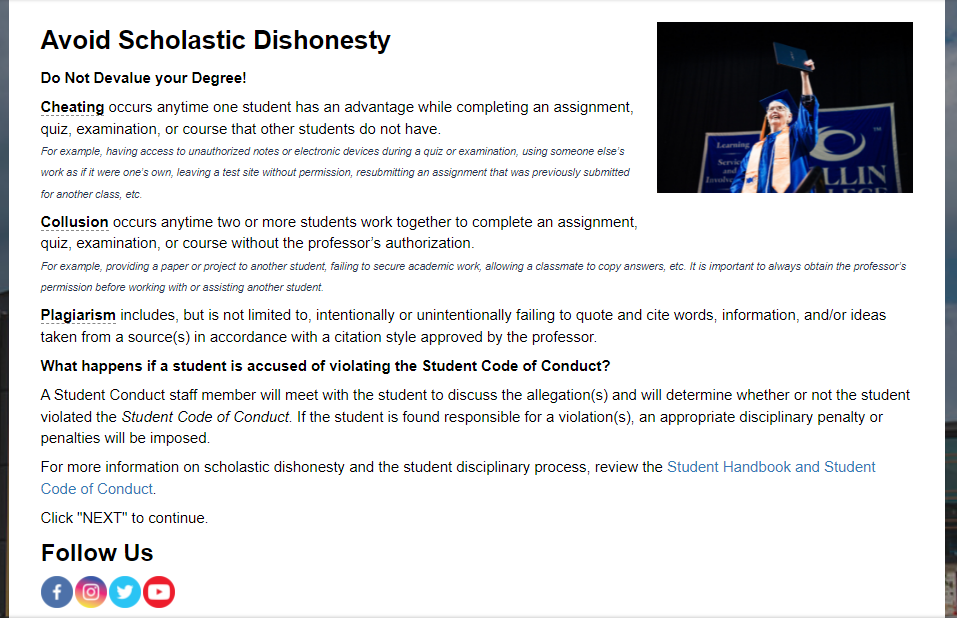 Avoid Scholastic Dishonesty
Do Not Devalue your Degree!
Cheating occurs anytime one student has an advantage while completing an assignment,
quiz, examination, or course that other students do not have.
For example, having access to unauthorized notes or electronic devices during a quiz or examination, using someone else's
work as if it were one's own, leaving a test site without permission, resubmitting an assignment that was previously submitted
for another class, etc.
Learning
Service
and
Involve
LLIN
LEGE
TM
Collusion occurs anytime two or more students work together to complete an assignment,
quiz, examination, or course without the professor's authorization.
For example, providing a paper or project to another student, failing to secure academic work, allowing a classmate to copy answers, etc. It is important to always obtain the professor's
permission before working with or assisting another student.
Plagiarism includes, but is not limited to, intentionally or unintentionally failing to quote and cite words, information, and/or ideas
taken from a source(s) in accordance with a citation style approved by the professor.
What happens if a student is accused of violating the Student Code of Conduct?
A Student Conduct staff member will meet with the student to discuss the allegation(s) and will determine whether or not the student
violated the Student Code of Conduct. If the student is found responsible for a violation(s), an appropriate disciplinary penalty or
penalties will be imposed.
For more information on scholastic dishonesty and the student disciplinary process, review the Student Handbook and Student
Code of Conduct.
Click "NEXT" to continue.
Follow Us